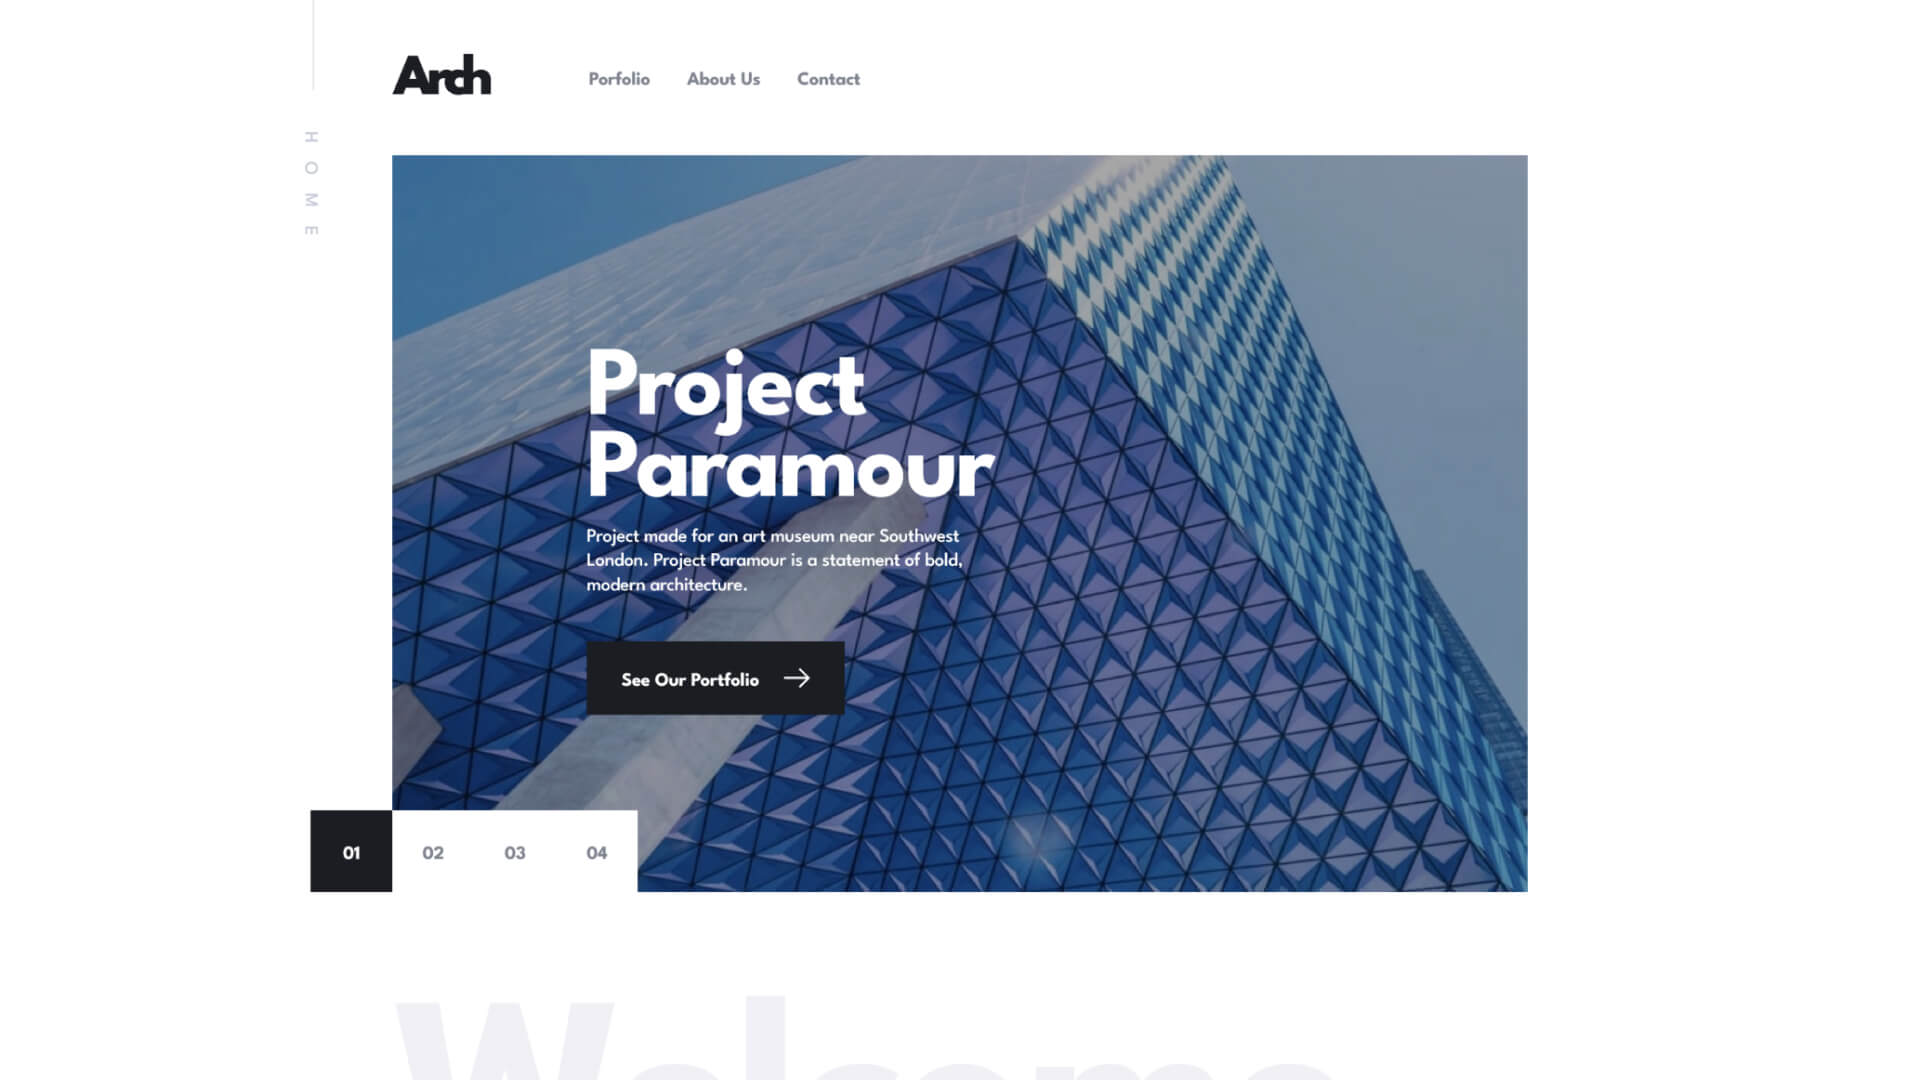 Arch
Porfolio
About Us
Contact
HOME
Project
Paramour
Project made for an art museum near Southwest
London. Project Paramour is a statement of bold,
modern architecture.
See Our Portfolio
01
02
03
04
Welcome